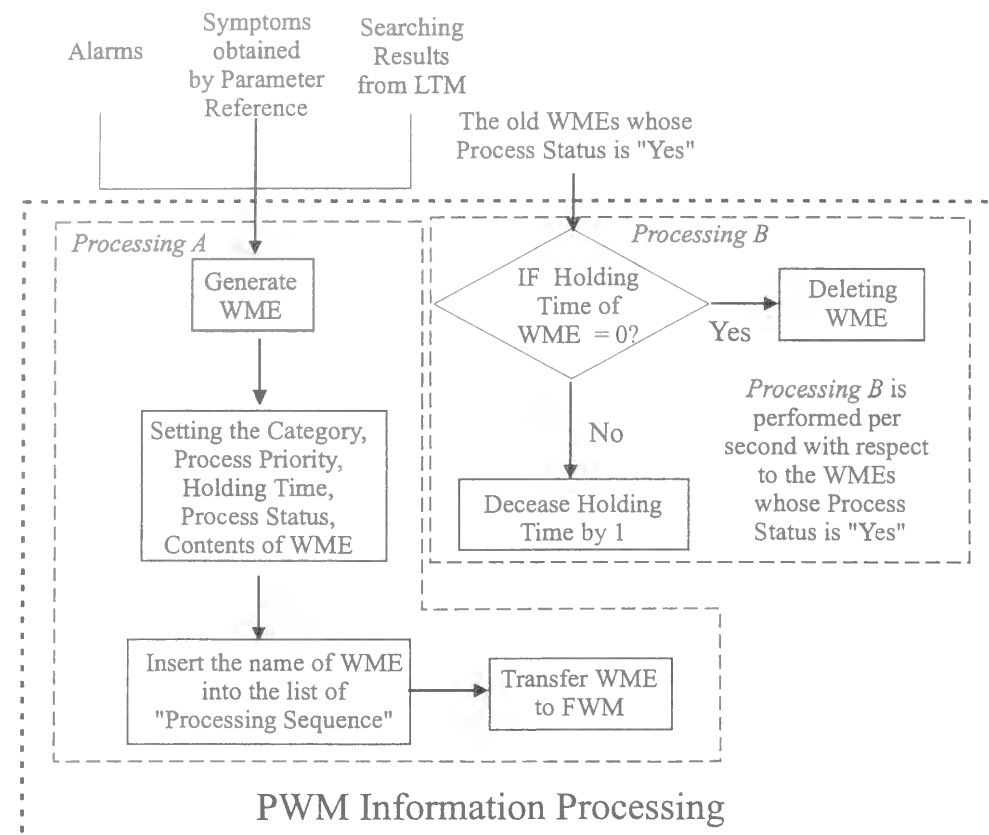 Alarms
Symptoms
obtained
by Parameter
Reference
Searching
Results
from LTM
The old WMEs whose
Process Status is "Yes"
Processing A
Generate
WME
Setting the Category,
Process Priority,
Holding Time,
Process Status,
Contents of WME
Insert the name of WME
into the list of
"Processing Sequence"
Transfer WME
to FWM
Processing B
IF Holding
Time of
WME = 0?
Yes
Deleting
WME
No
Decease Holding
Time by 1
Processing B is
performed per
second with respect
to the WMEs
whose Process
Status is "Yes"
PWM Information Processing